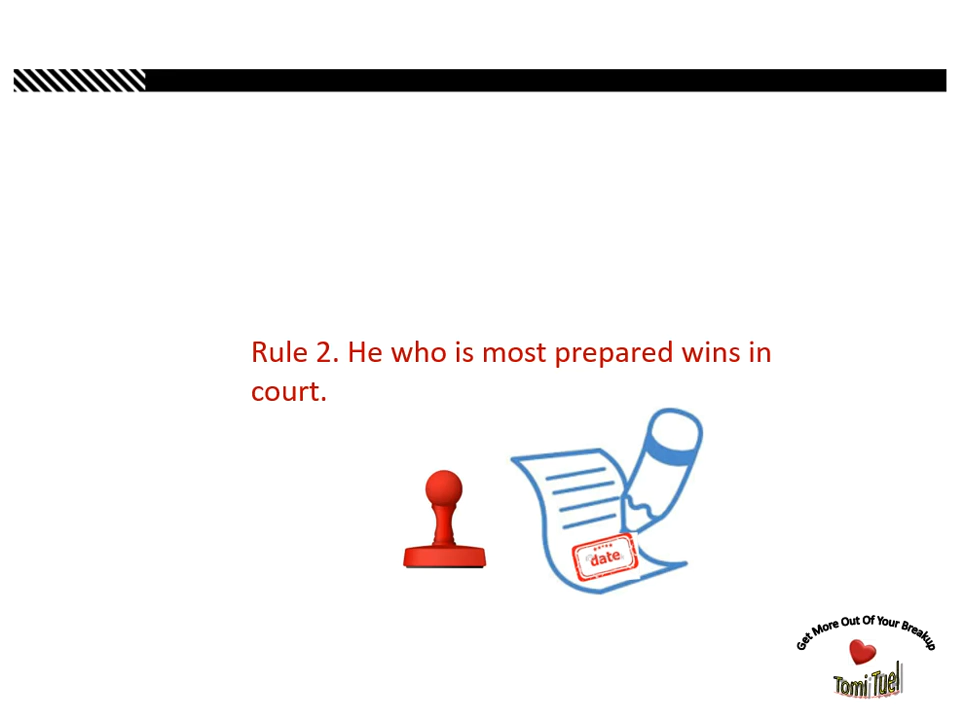 Rule 2. He who is most prepared wins in
court.
date
Get More Out Of Your Breakup
Tomi Tuel